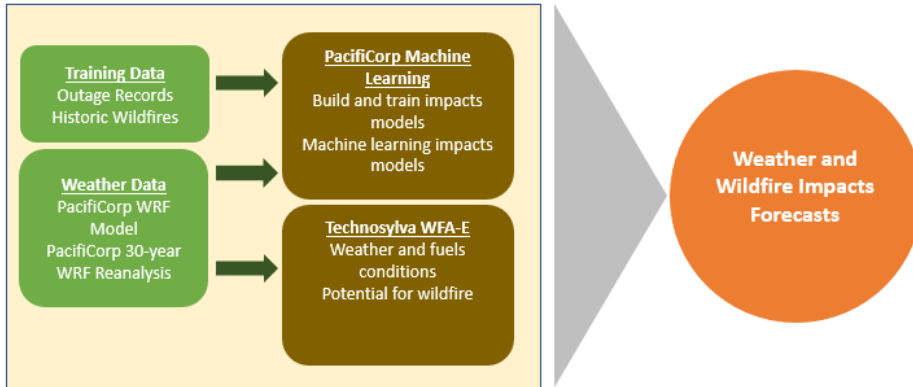 Training Data
Outage Records
Historic Wildfires
Weather Data
PacifiCorp WRF
Model
PacifiCorp 30-year
WRF Reanalysis
PacifiCorp Machine
Learning
Build and train impacts
models
Machine learning impacts
models
Technosylva WFA-E
Weather and fuels
conditions
Potential for wildfire
Weather and
Wildfire Impacts
Forecasts